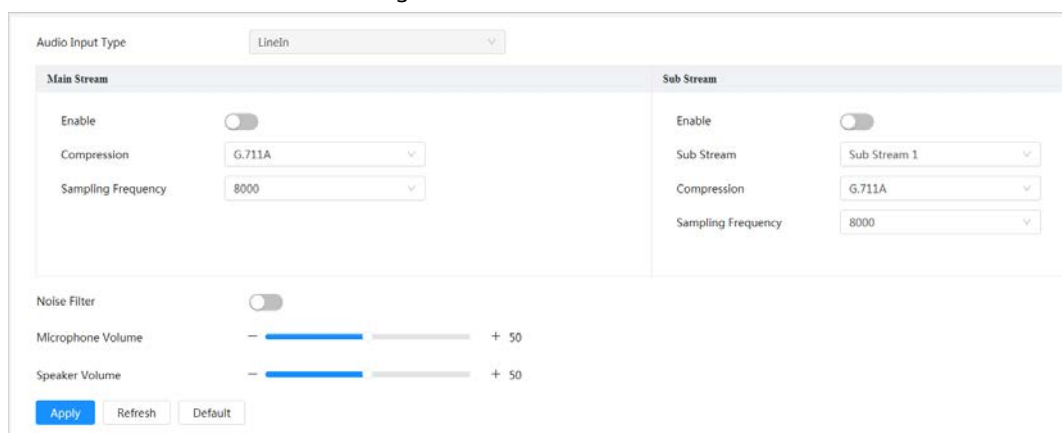 Audio Input Type LineIn
Main Stream Sub Stream
Enable Enable
Compression G.711A Sub Stream Sub Stream 1
Sampling Frequency 8000 Compression G.711A
Sampling Frequency 8000
Noise Filter
Microphone Volume − + 50
Speaker Volume − + 50
Apply Refresh Default